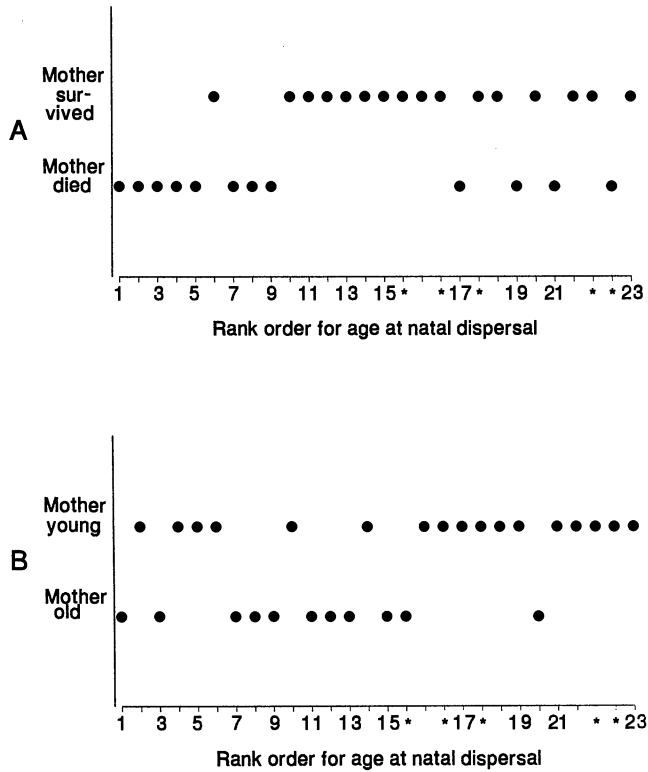 A
Mother
sur-
vived
Mother
died
1 3 5 7 9 11 13 15 * * 17 * 19 21 * * 23
Rank order for age at natal dispersal
B
Mother
young
Mother
old
1 3 5 7 9 11 13 15 * * 17 * 19 21 * * 23
Rank order for age at natal dispersal